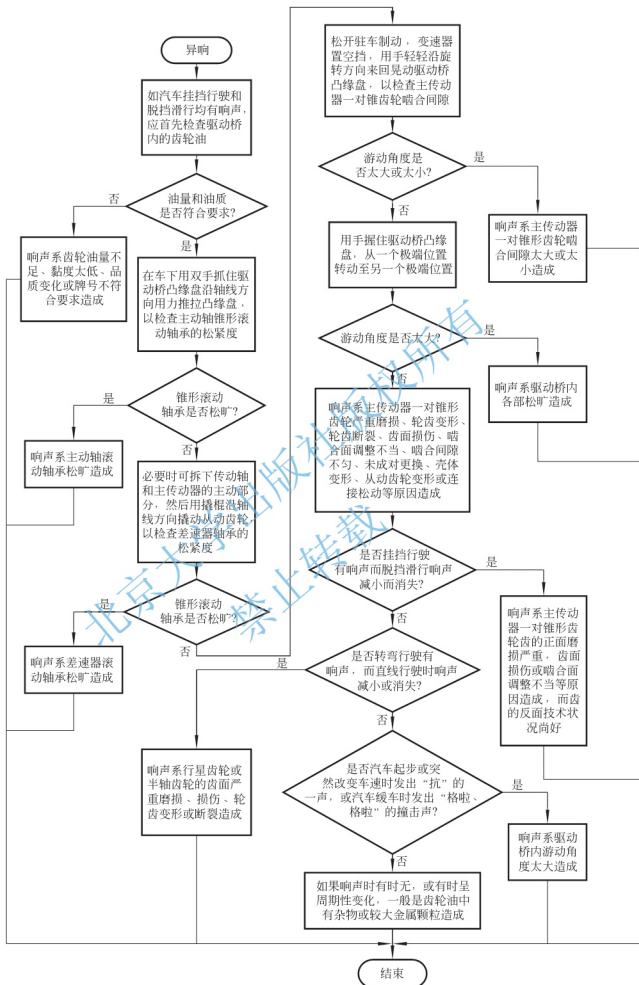 异响
如汽车挂挡行驶和
脱挡滑行均有响声，
应首先检查驱动桥
内的齿轮油
油量和油质
是否符合要求？
否
是
响声系齿轮油量不
足、黏度太低、品
质变化或牌号不符
合要求造成
在车下用双手抓住驱
动桥凸缘盘沿轴线方
向用力推拉凸缘盘，
以检查主动轴锥形滚
动轴承的松紧度
锥形滚动
轴承是否松旷？
是
否
响声系主动轴滚
动轴承松旷造成
必要时可拆下传动轴
和主传动器的主动部
分，然后用撬棍沿轴
线方向撬动从动齿轮，
以检查差速器轴承的
松紧度
锥形滚动
轴承是否松旷？
是
否
响声系差速器滚
动轴承松旷造成
松开驻车制动，变速器
置空挡，用手轻轻沿旋
转方向来回晃动驱动桥
凸缘盘，以检查主传动
器一对锥齿轮啮合间隙
游动角度是
否太大或太小？
是
否
响声系主传动器
一对锥形齿轮啮
合间隙太大或太
小造成
用手握住驱动桥凸缘
盘，从一个极端位置
转动至另一个极端位置
游动角度是否太大？
是
否
响声系驱动桥内
各部松旷造成
响声系主传动器一对锥形
齿轮严重磨损、轮齿变形、
轮齿断裂、齿面损伤、啮
合面调整不当、啮合间隙
不匀、未成对更换、壳体
变形、从动齿轮变形或连
接松动等原因造成
是否挂挡行驶
有响声而脱挡滑行响声
减小而消失？
是
否
响声系主传动器
一对锥形齿
轮齿的正面磨
损严重，齿面
损伤或啮合面
调整不当等原
因造成，而齿
的反面技术状
况尚好
是否转弯行驶有
响声，而直线行驶时响声
减小或消失？
是
否
响声系行星齿轮或
半轴齿轮的齿面严
重磨损、损伤、轮
齿变形或断裂造成
是否汽车起步或突
然改变车速时发出“抗”的
一声，或汽车缓车时发出“格啦、
格啦”的撞击声？
是
否
响声系驱动
桥内游动角
度太大造成
如果响声时有时无，或有时呈
周期性变化，一般是齿轮油中
有杂物或较大金属颗粒造成
结束
北京大学出版社版权所有
禁止转载